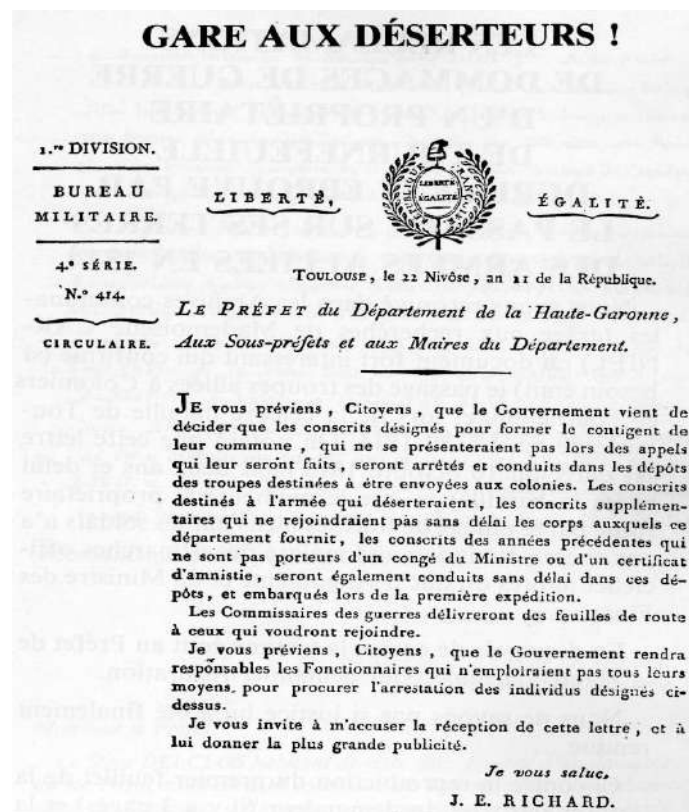 GARE AUX DÉSERTEURS !
1.re DIVISION.
BUREAU
MILITAIRE.
4.e SÉRIE.
N.o 414.
CIRCULAIRE.
LIBERTÉ,
LIBERTÉ
ÉGALITÉ
ÉGALITÉ.
TOULOUSE, le 12 Nivôse, an 12 de la République.
LE PRÉFET du Département de la Haute-Garonne,
Aux Sous-préfets et aux Maires du Département.
JE vous préviens, Citoyens, que le Gouvernement vient de
décider que les conscrits désignés pour former le contigent de
leur commune, qui ne se présenteraient pas lors des appels
qui leur seront faits, seront arrêtés et conduits dans les dépôts
des troupes destinées à être envoyées aux colonies. Les conscrits
destinés à l'armée qui déserteraient, les concrits supplémen-
taires qui ne rejoindraient pas sans délai les corps auxquels ce
département fournit, les conscrits des années précédentes qui
ne sont pas porteurs d'un congé du Ministre ou d'un certificat
d'amnistie, seront également conduits sans délai dans ces dé-
pôts, et embarqués lors de la première expédition.
Les Commissaires des guerres délivreront des feuilles de route
à ceux qui voudront rejoindre.
Je vous préviens, Citoyens, que le Gouvernement rendra
responsables les Fonctionnaires qui n'emploiraient pas tous leurs
moyens pour procurer l'arrestation des individus désignés ci-
dessus.
Je vous invite à m'accuser la réception de cette lettre, et à
lui donner la plus grande publicité.
Je vous salue,
J. E. RICHARD.